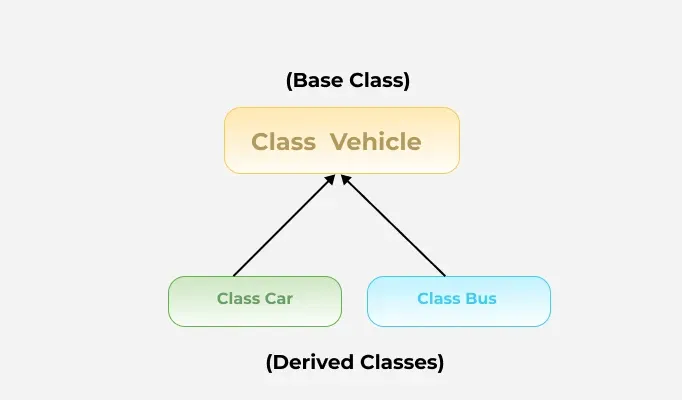 (Base Class)
Class Vehicle
Class Car
Class Bus
(Derived Classes)